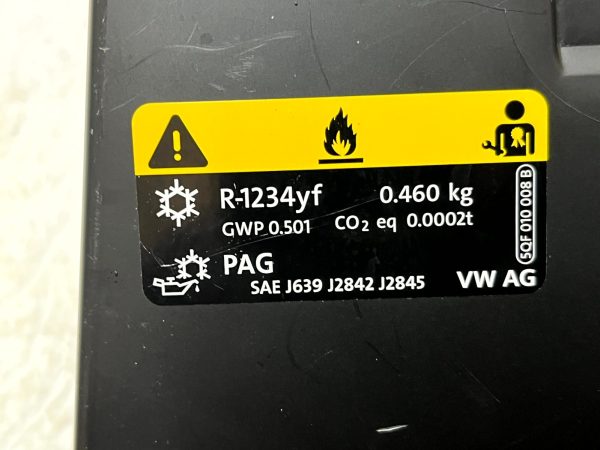 R-1234yf 0.460 kg
GWP 0.501 CO₂ eq 0.0002t
5QF 010 008 B
PAG
SAE J639 J2842 J2845
VW AG